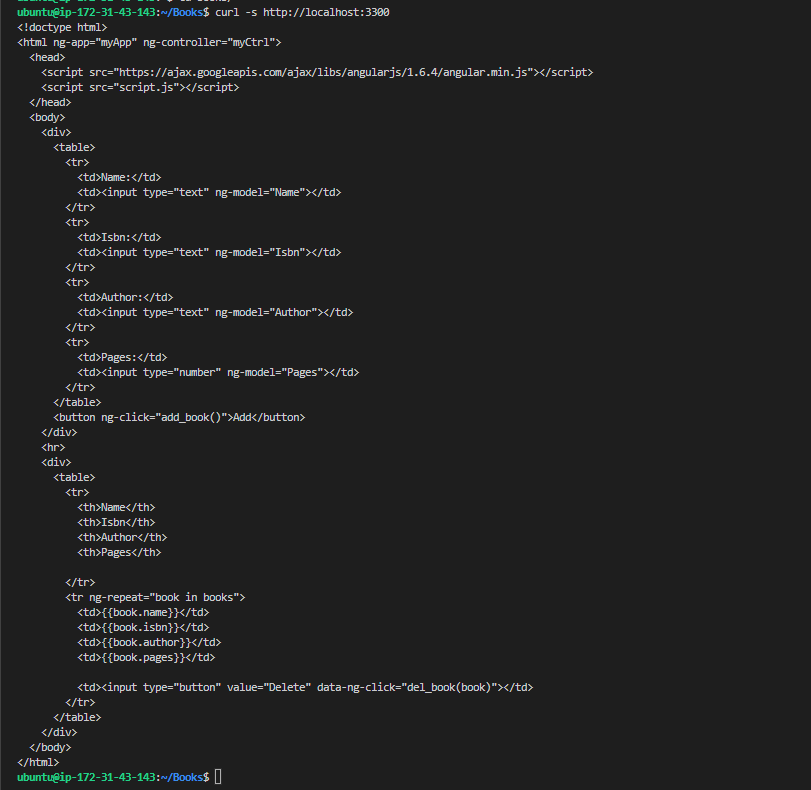 ubuntu@ip-172-31-43-143:~/Books$ curl -s http://localhost:3300
<!doctype html>
<html ng-app="myApp" ng-controller="myCtrl">
  <head>
    <script src="https://ajax.googleapis.com/ajax/libs/angularjs/1.6.4/angular.min.js"></script>
    <script src="script.js"></script>
  </head>
  <body>
    <div>
      <table>
        <tr>
          <td>Name:</td>
          <td><input type="text" ng-model="Name"></td>
        </tr>
        <tr>
          <td>Isbn:</td>
          <td><input type="text" ng-model="Isbn"></td>
        </tr>
        <tr>
          <td>Author:</td>
          <td><input type="text" ng-model="Author"></td>
        </tr>
        <tr>
          <td>Pages:</td>
          <td><input type="number" ng-model="Pages"></td>
        </tr>
      </table>
      <button ng-click="add_book()">Add</button>
    </div>
    <hr>
    <div>
      <table>
        <tr>
          <th>Name</th>
          <th>Isbn</th>
          <th>Author</th>
          <th>Pages</th>

        </tr>
        <tr ng-repeat="book in books">
          <td>{{book.name}}</td>
          <td>{{book.isbn}}</td>
          <td>{{book.author}}</td>
          <td>{{book.pages}}</td>

          <td><input type="button" value="Delete" data-ng-click="del_book(book)"></td>
        </tr>
      </table>
    </div>
  </body>
</html>
ubuntu@ip-172-31-43-143:~/Books$